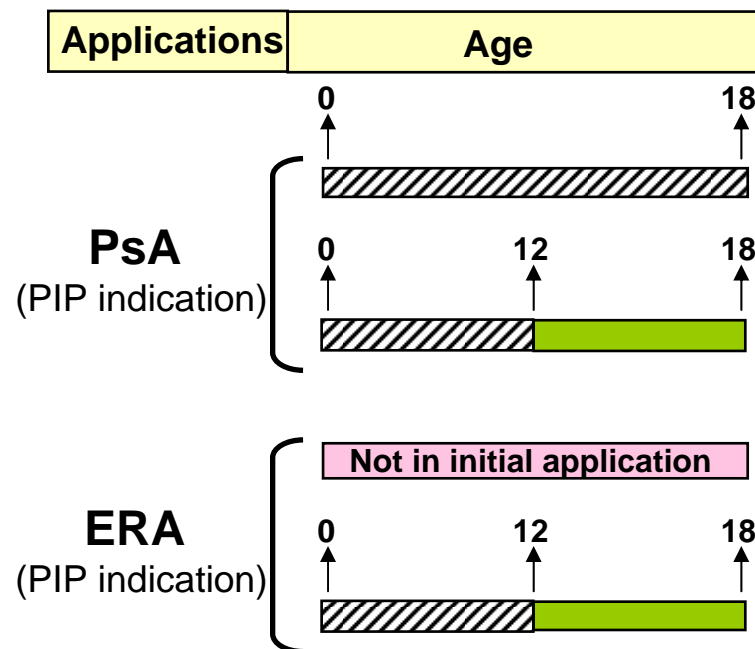 Applications Age
0 18
PsA
(PIP indication)
0 12 18
Not in initial application
ERA
(PIP indication)
0 12 18